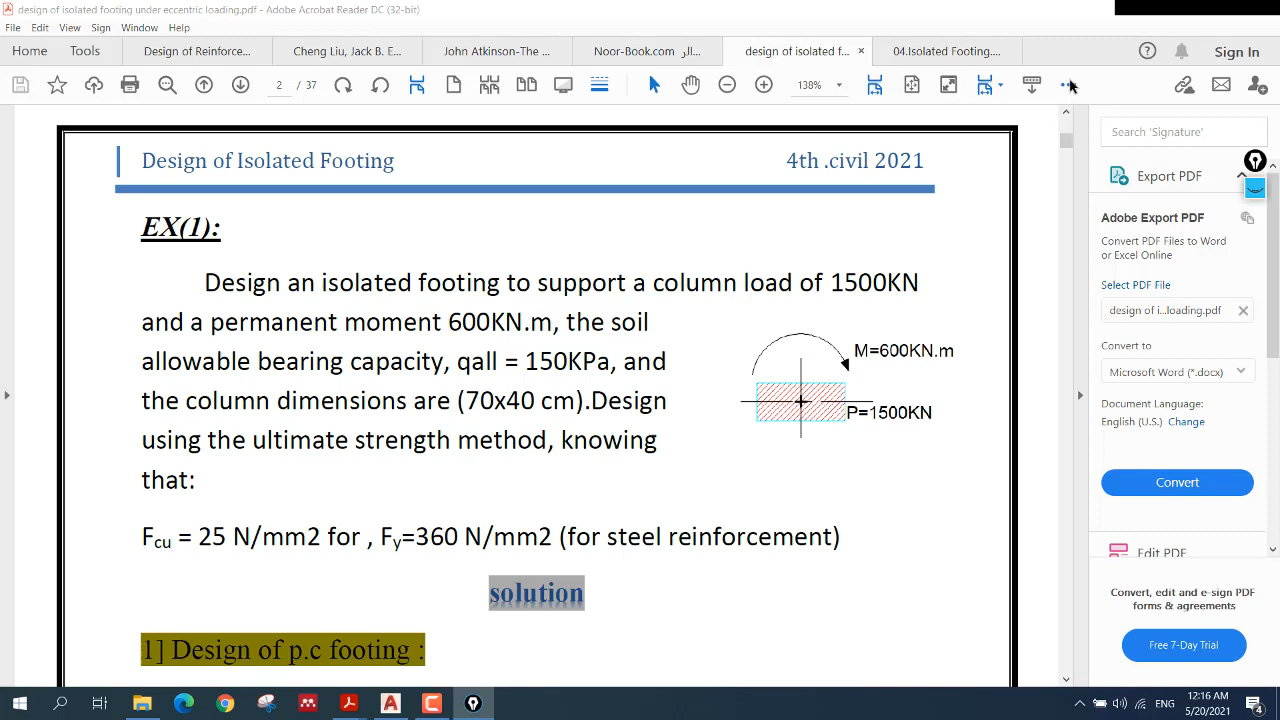 design of isolated footing under eccentric loading.pdf - Adobe Acrobat Reader DC (32-bit)
File Edit View Sign Window Help
Home Tools Design of Reinforce... Cheng Liu, Jack B. E... John Atkinson-The ... Noor-Book.com الر... design of isolated f... × 04.Isolated Footing.... Sign In
2 / 37 138%
Design of Isolated Footing 4th .civil 2021
EX(1):
Design an isolated footing to support a column load of 1500KN
and a permanent moment 600KN.m, the soil
allowable bearing capacity, qall = 150KPa, and
the column dimensions are (70x40 cm).Design
using the ultimate strength method, knowing
that:
M=600KN.m
P=1500KN
Fcu = 25 N/mm2 for , Fy=360 N/mm2 (for steel reinforcement)
solution
1] Design of p.c footing :
Search 'Signature'
Export PDF
Adobe Export PDF
Convert PDF Files to Word
or Excel Online
Select PDF File
design of i...loading.pdf
Convert to
Microsoft Word (*.docx)
Document Language:
English (U.S.) Change
Convert
Edit PDF
Convert, edit and e-sign PDF
forms & agreements
Free 7-Day Trial
ENG
12:16 AM
5/20/2021
4